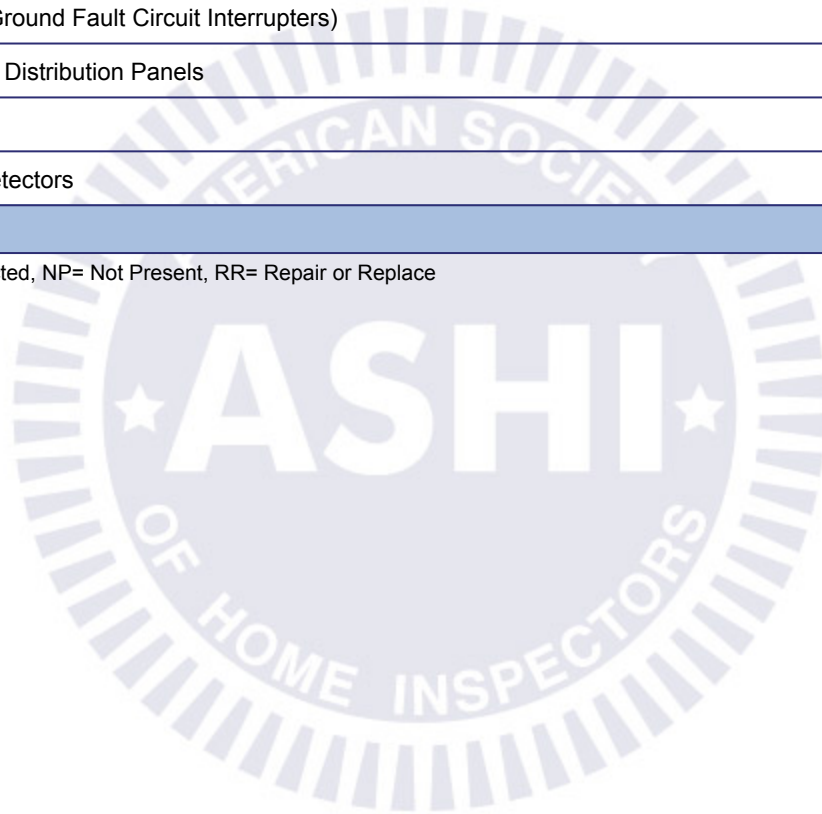 Ground Fault Circuit Interrupters)
Distribution Panels
tectors
ted, NP= Not Present, RR= Repair or Replace
AMERICAN SOCIETY
ASHI
OF HOME INSPECTORS